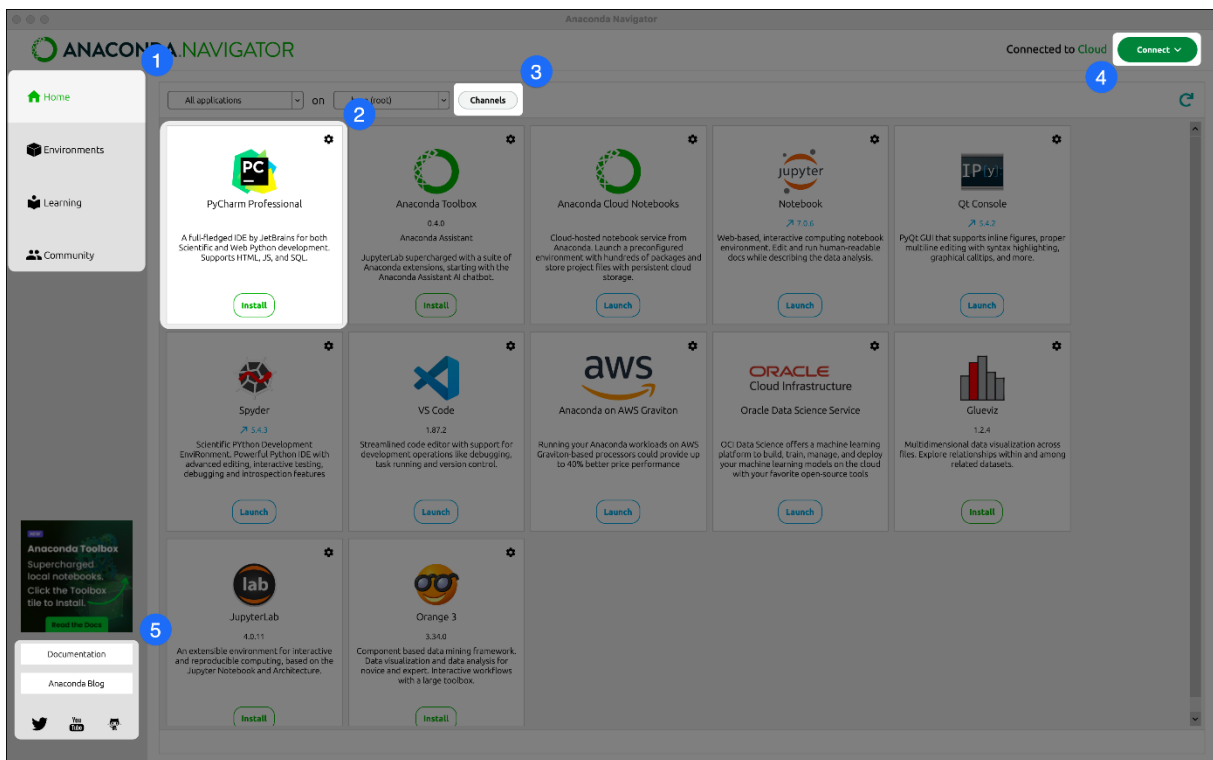 Anaconda Navigator
ANACONDA.NAVIGATOR
Connected to Cloud
Connect
1
2
3
4
5
Home
Environments
Learning
Community
All applications
on
base (root)
Channels
PC
PyCharm Professional
A full-fledged IDE by JetBrains for both
Scientific and Web Python development.
Supports HTML, JS, and SQL.
Install
Anaconda Toolbox
0.4.0
Anaconda Assistant
JupyterLab supercharged with a suite of
Anaconda extensions, starting with the
Anaconda Assistant AI chatbot.
Install
Anaconda Cloud Notebooks
Cloud-hosted notebook service from
Anaconda. Launch a preconfigured
environment with hundreds of packages and
store project files with persistent cloud
storage.
Launch
jupyter
Notebook
7.0.6
Web-based, interactive computing notebook
environment. Edit and run human-readable
docs while describing the data analysis.
Launch
IP[y]:
Qt Console
5.4.2
PyQt GUI that supports inline figures, proper
multiline editing with syntax highlighting,
graphical calltips, and more.
Launch
Spyder
5.4.3
Scientific PYthon Development
EnviRonment. Powerful Python IDE with
advanced editing, interactive testing,
debugging and introspection features
Launch
VS Code
1.87.2
Streamlined code editor with support for
development operations like debugging,
task running and version control.
Launch
aws
Anaconda on AWS Graviton
Running your Anaconda workloads on AWS
Graviton-based processors could provide up
to 40% better price performance
Launch
ORACLE
Cloud Infrastructure
Oracle Data Science Service
OCI Data Science offers a machine learning
platform to build, train, manage, and deploy
your machine learning models on the cloud
with your favorite open-source tools
Launch
Glueviz
1.2.4
Multidimensional data visualization across
files. Explore relationships within and among
related datasets.
Install
lab
JupyterLab
4.0.11
An extensible environment for interactive
and reproducible computing, based on the
Jupyter Notebook and Architecture.
Install
Orange 3
3.34.0
Component based data mining framework.
Data visualization and data analysis for
novice and expert. Interactive workflows
with a large toolbox.
Install
NEW
Anaconda Toolbox
Supercharged
local notebooks.
Click the Toolbox
tile to install.
Read the Docs
Documentation
Anaconda Blog
You
Tube